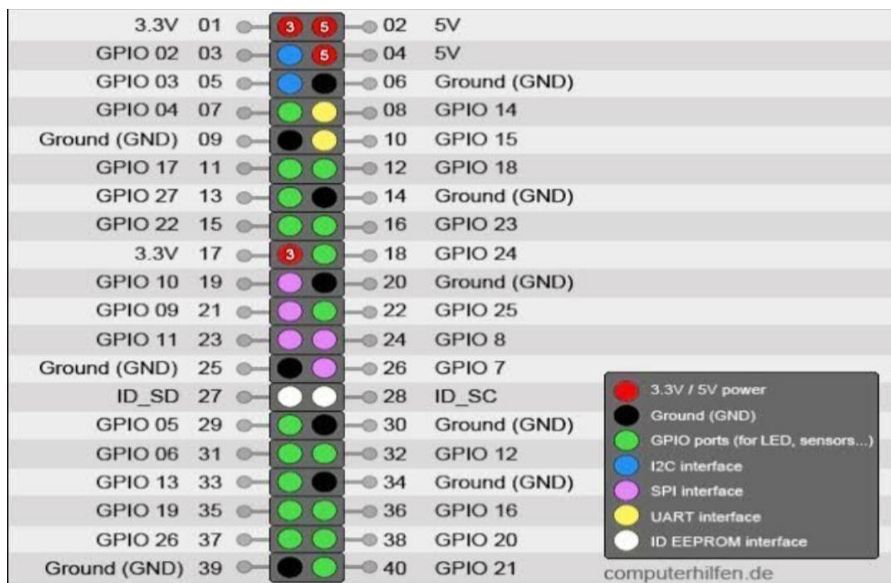 3.3V 01 3 5 02 5V
GPIO 02 03 5 04 5V
GPIO 03 05 06 Ground (GND)
GPIO 04 07 08 GPIO 14
Ground (GND) 09 10 GPIO 15
GPIO 17 11 12 GPIO 18
GPIO 27 13 14 Ground (GND)
GPIO 22 15 16 GPIO 23
3.3V 17 3 18 GPIO 24
GPIO 10 19 20 Ground (GND)
GPIO 09 21 22 GPIO 25
GPIO 11 23 24 GPIO 8
Ground (GND) 25 26 GPIO 7
ID_SD 27 28 ID_SC
GPIO 05 29 30 Ground (GND)
GPIO 06 31 32 GPIO 12
GPIO 13 33 34 Ground (GND)
GPIO 19 35 36 GPIO 16
GPIO 26 37 38 GPIO 20
Ground (GND) 39 40 GPIO 21
3.3V / 5V power
Ground (GND)
GPIO ports (for LED, sensors...)
I2C interface
SPI interface
UART interface
ID EEPROM interface
computerhilfen.de